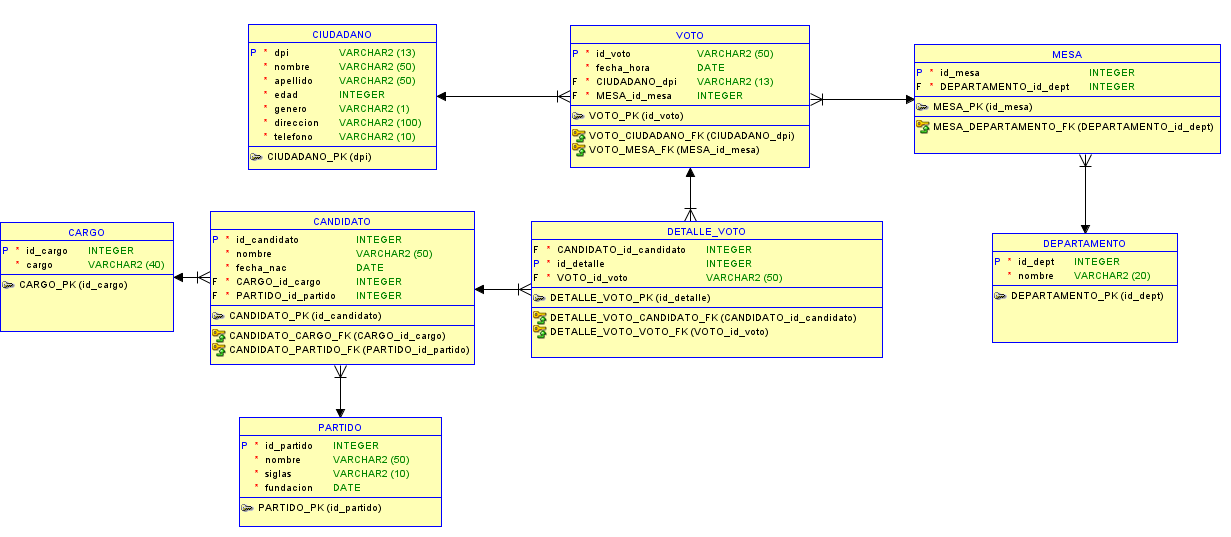 CIUDADANO
P * dpi VARCHAR2 (13)
* nombre VARCHAR2 (50)
* apellido VARCHAR2 (50)
* edad INTEGER
* genero VARCHAR2 (1)
* direccion VARCHAR2 (100)
* telefono VARCHAR2 (10)
CIUDADANO_PK (dpi)
VOTO
P * id_voto VARCHAR2 (50)
* fecha_hora DATE
F * CIUDADANO_dpi VARCHAR2 (13)
F * MESA_id_mesa INTEGER
VOTO_PK (id_voto)
VOTO_CIUDADANO_FK (CIUDADANO_dpi)
VOTO_MESA_FK (MESA_id_mesa)
MESA
P * id_mesa INTEGER
F * DEPARTAMENTO_id_dept INTEGER
MESA_PK (id_mesa)
MESA_DEPARTAMENTO_FK (DEPARTAMENTO_id_dept)
CARGO
P * id_cargo INTEGER
* cargo VARCHAR2 (40)
CARGO_PK (id_cargo)
CANDIDATO
P * id_candidato INTEGER
* nombre VARCHAR2 (50)
* fecha_nac DATE
F * CARGO_id_cargo INTEGER
F * PARTIDO_id_partido INTEGER
CANDIDATO_PK (id_candidato)
CANDIDATO_CARGO_FK (CARGO_id_cargo)
CANDIDATO_PARTIDO_FK (PARTIDO_id_partido)
DETALLE_VOTO
F * CANDIDATO_id_candidato INTEGER
P * id_detalle INTEGER
F * VOTO_id_voto VARCHAR2 (50)
DETALLE_VOTO_PK (id_detalle)
DETALLE_VOTO_CANDIDATO_FK (CANDIDATO_id_candidato)
DETALLE_VOTO_VOTO_FK (VOTO_id_voto)
DEPARTAMENTO
P * id_dept INTEGER
* nombre VARCHAR2 (20)
DEPARTAMENTO_PK (id_dept)
PARTIDO
P * id_partido INTEGER
* nombre VARCHAR2 (50)
* siglas VARCHAR2 (10)
* fundacion DATE
PARTIDO_PK (id_partido)